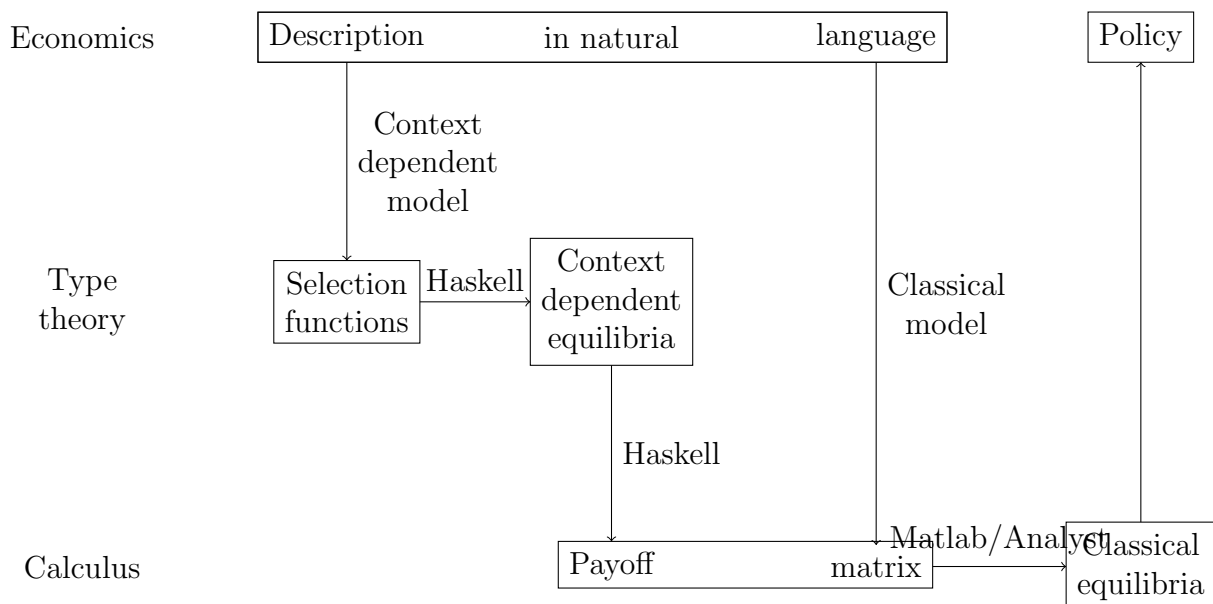 Economics
Description in natural language
Policy
Context
dependent
model
Type
theory
Selection
functions
Haskell
Context
dependent
equilibria
Classical
model
Haskell
Calculus
Payoff matrix
Matlab/Analyst
Classical
equilibria